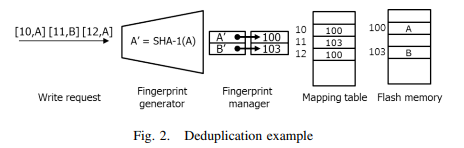 [10,A] [11,B] [12,A]
Write request
A' = SHA-1(A)
Fingerprint
generator
A' 100
B' 103
Fingerprint
manager
10 100
11 103
12 100
Mapping table
100 A
103 B
Flash memory
Fig. 2. Deduplication example